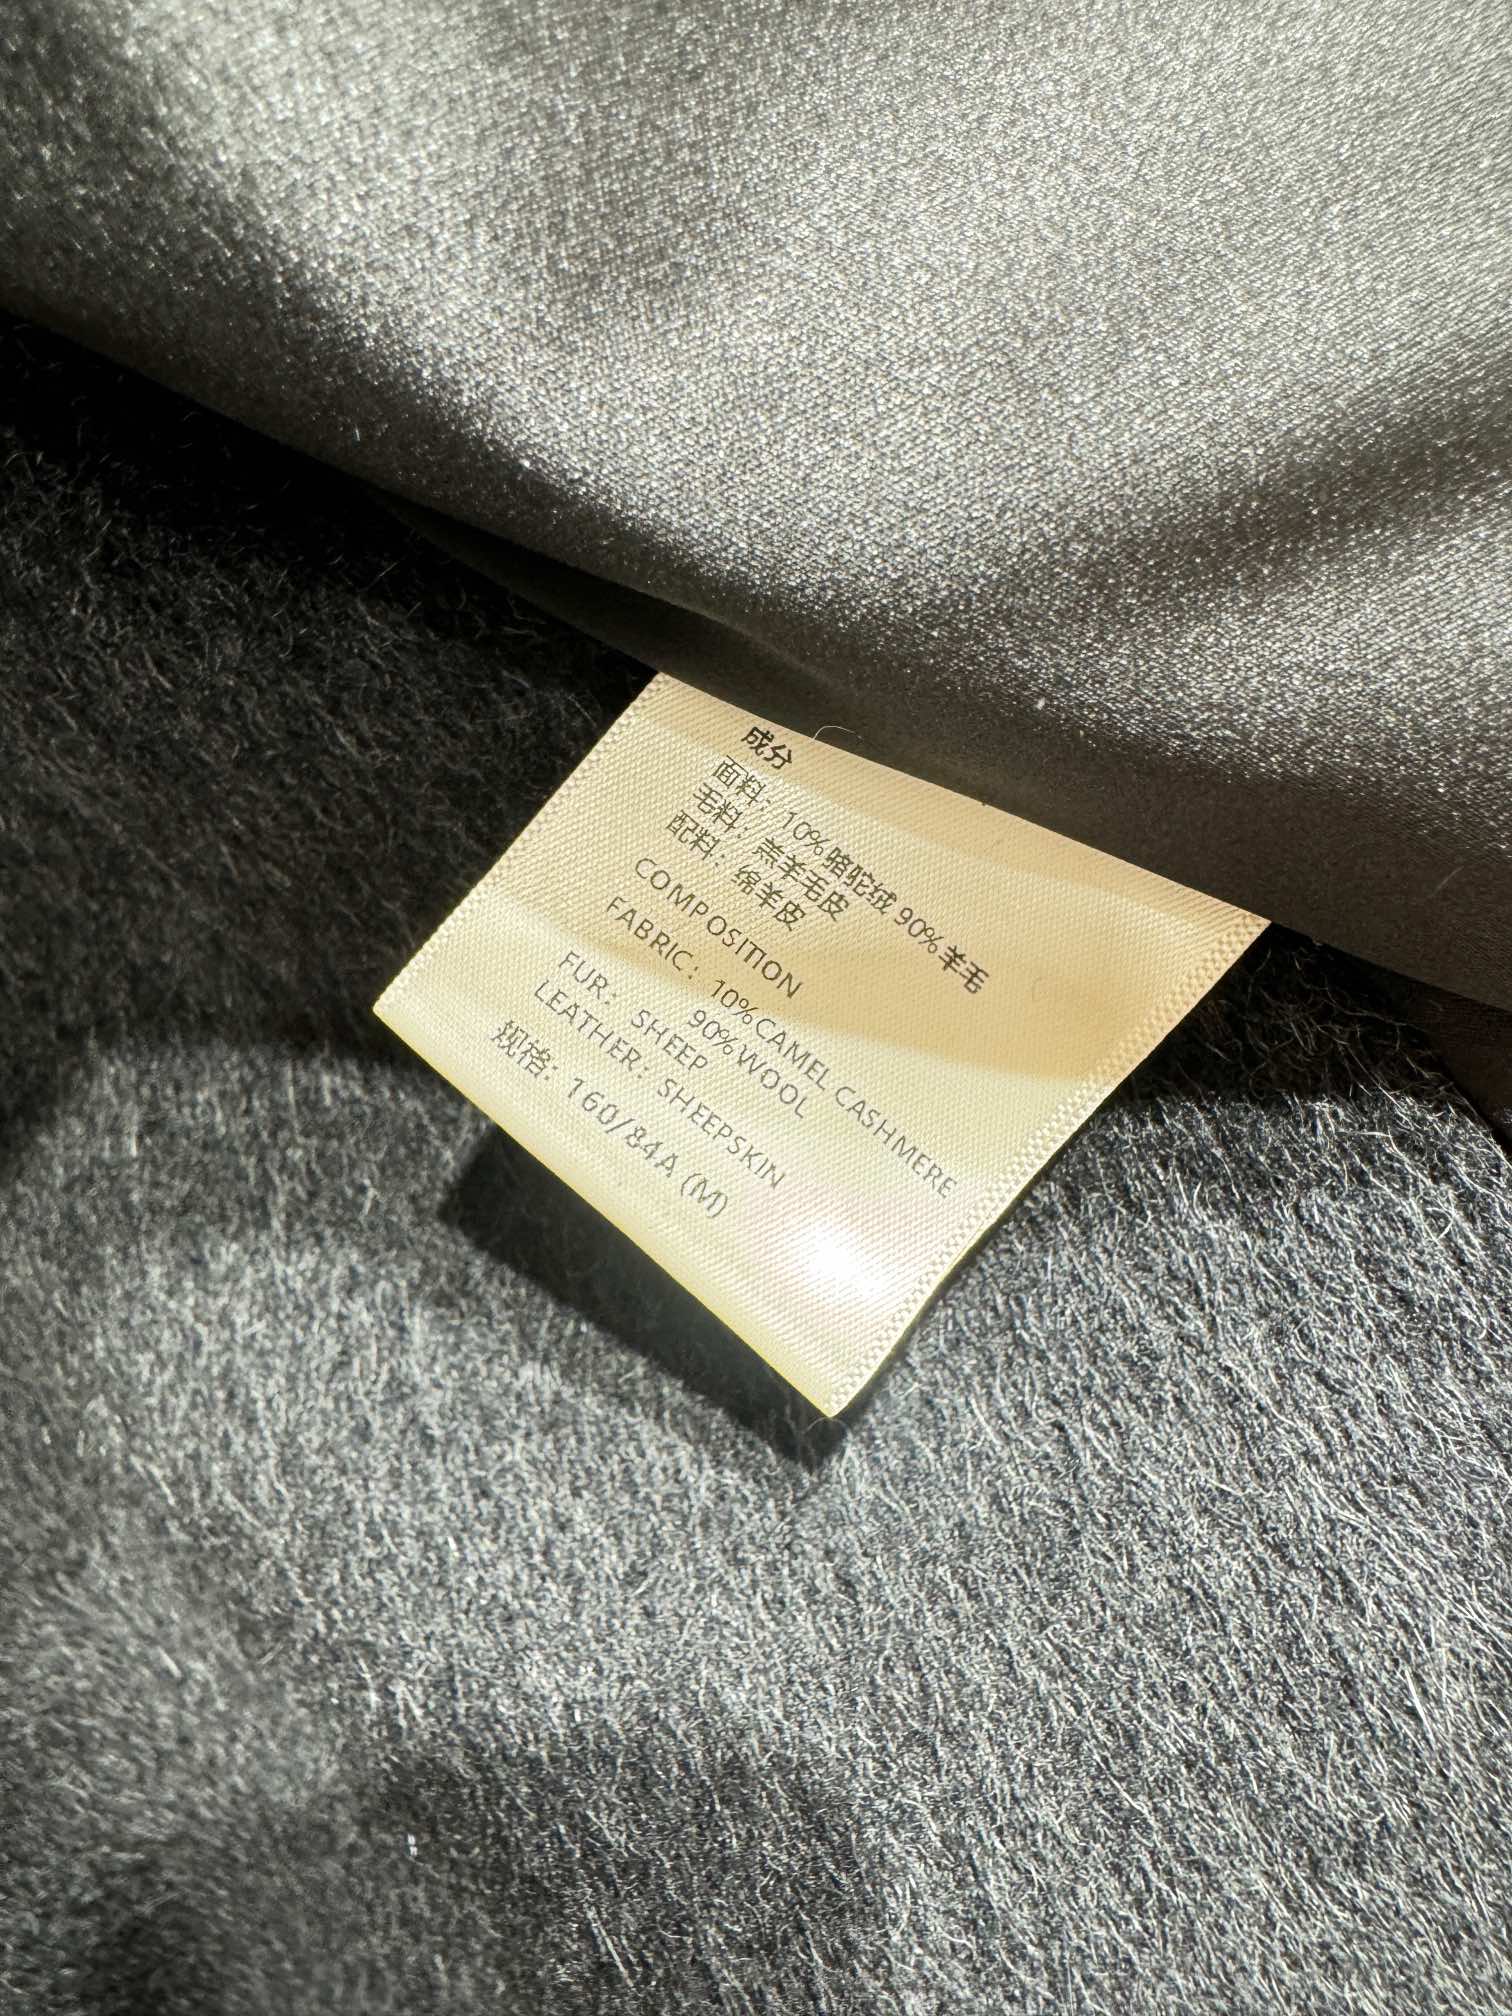 成分
面料: 10%骆驼绒 90%羊毛
毛料: 羔羊毛皮
配料: 绵羊皮
COMPOSITION
FABRIC: 10%CAMEL CASHMERE
90%WOOL
FUR: SHEEP
LEATHER: SHEEPSKIN
规格: 160/84A (M)